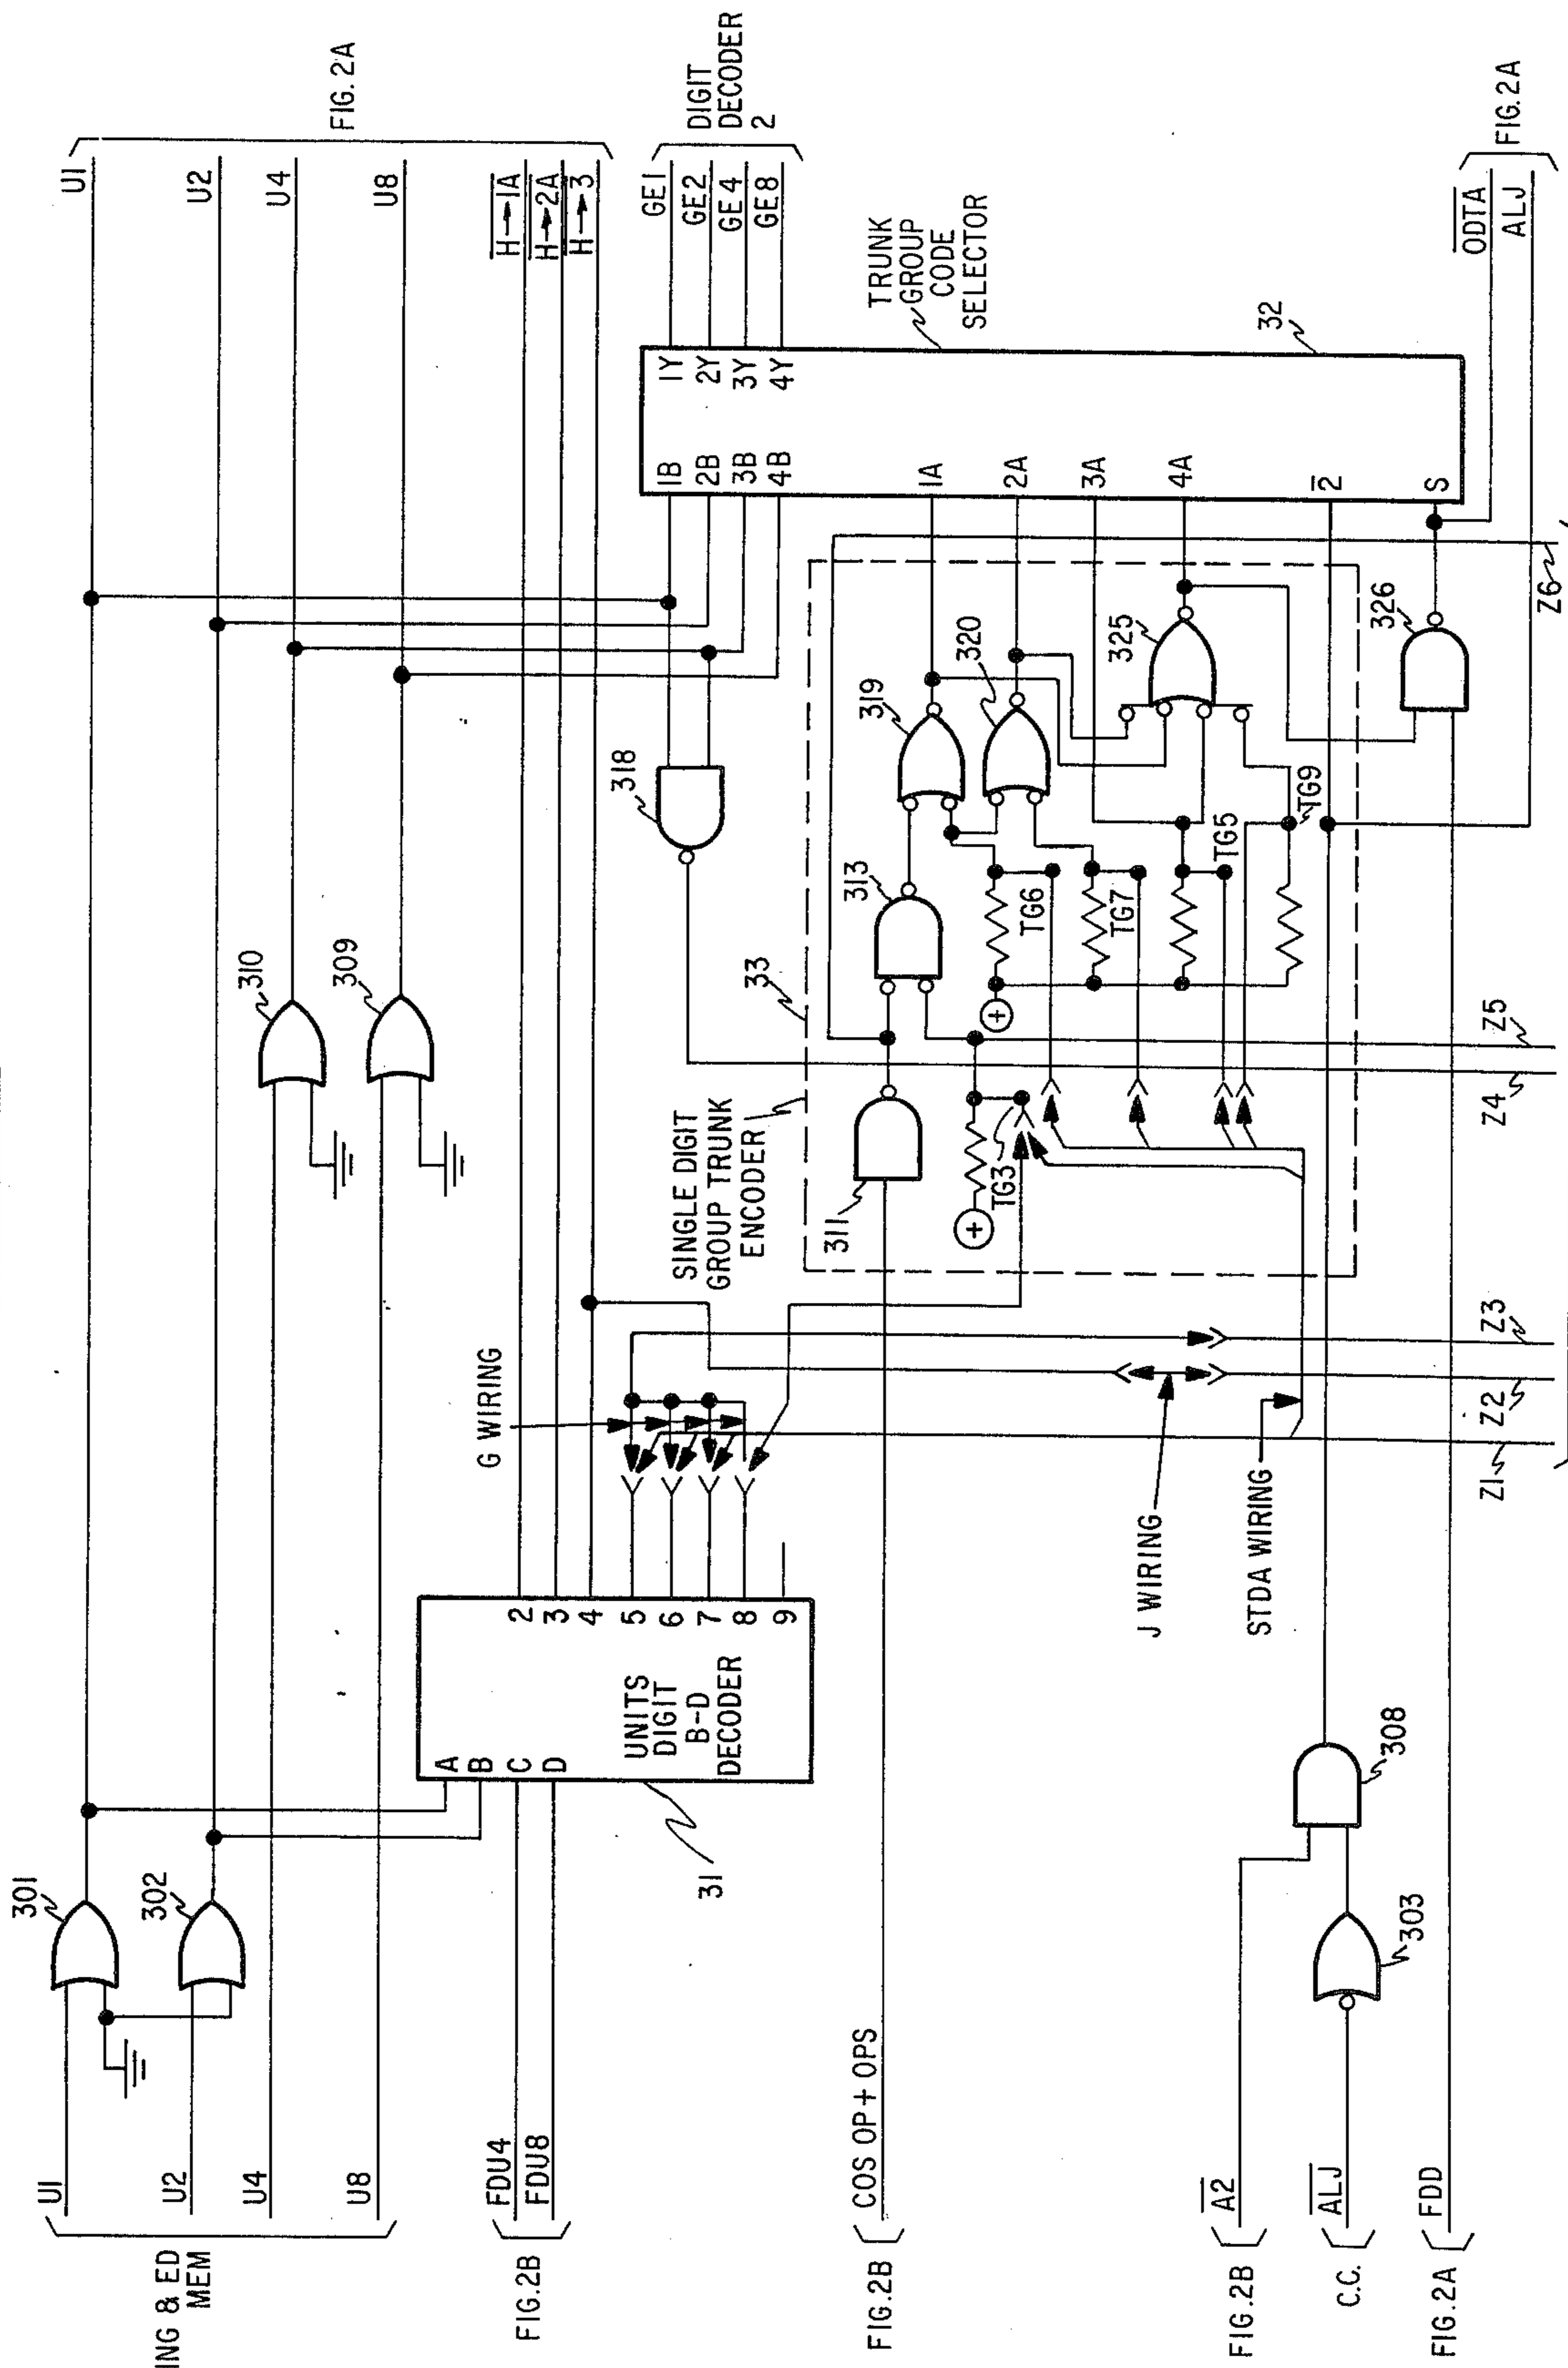 U1
U2
U4
U8
FIG. 2A
H→1A
H→2A
H→3
GE1
GE2
GE4
GE8
DIGIT
DECODER
2
TRUNK
GROUP
CODE
SELECTOR
32
1Y
2Y
3Y
4Y
1B
2B
3B
4B
1A
2A
3A
4A
2
S
ODTA
ALJ
FIG. 2A
318
319
320
325
326
313
33
310
309
TG6
TG7
TG5
TG9
TG3
+
+
311
SINGLE DIGIT
GROUP TRUNK
ENCODER
Z6
Z5
Z4
Z3
Z2
Z1
G WIRING
J WIRING
STDA WIRING
2
3
4
5
6
7
8
9
A
B
C
D
UNITS
DIGIT
B-D
DECODER
31
301
302
308
303
U1
U2
U4
U8
ING & ED
MEM
FDU4
FDU8
FIG. 2B
COS OP + OPS
FIG. 2B
A2
FIG. 2B
ALJ
C.C.
FDD
FIG. 2A